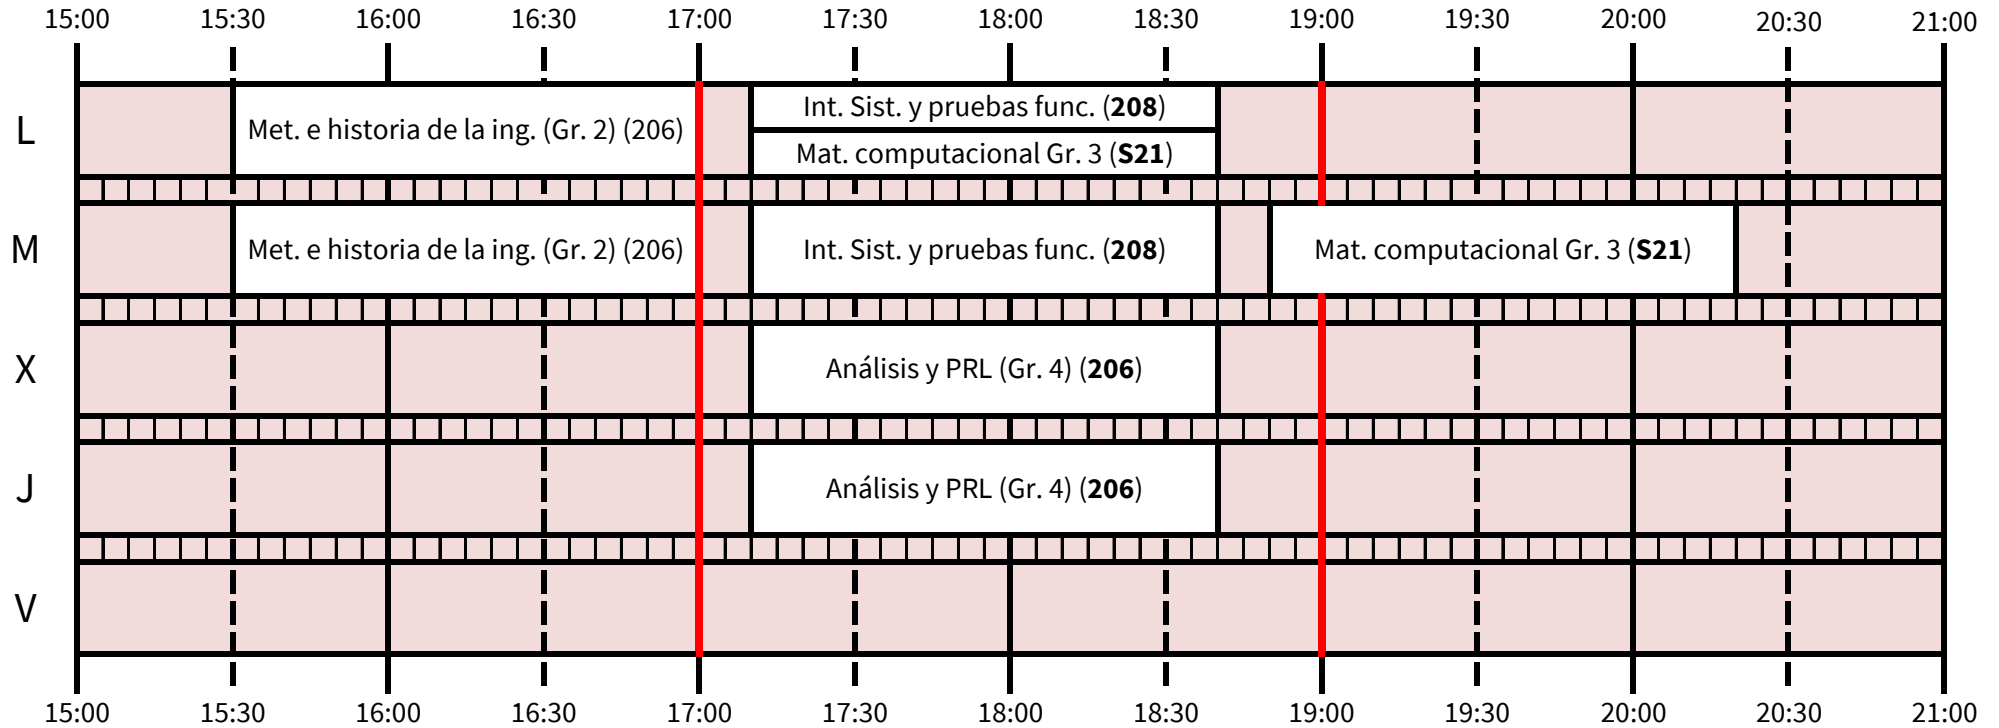 15:00 15:30 16:00 16:30 17:00 17:30 18:00 18:30 19:00 19:30 20:00 20:30 21:00
L
Met. e historia de la ing. (Gr. 2) (206)
Int. Sist. y pruebas func. (208)
Mat. computacional Gr. 3 (S21)
M
Met. e historia de la ing. (Gr. 2) (206)
Int. Sist. y pruebas func. (208)
Mat. computacional Gr. 3 (S21)
X
Análisis y PRL (Gr. 4) (206)
J
Análisis y PRL (Gr. 4) (206)
V
15:00 15:30 16:00 16:30 17:00 17:30 18:00 18:30 19:00 19:30 20:00 20:30 21:00